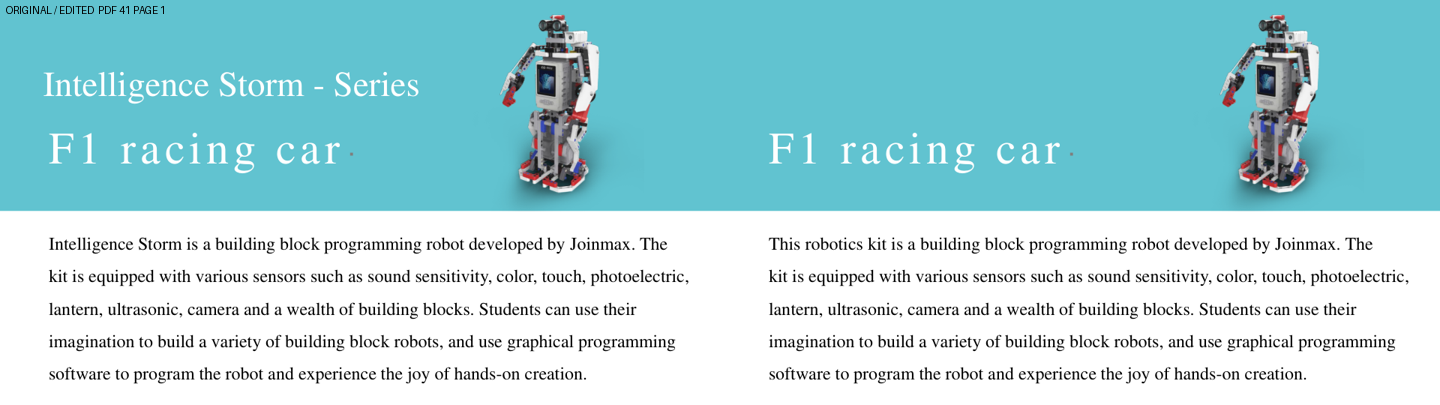 ORIGINAL / EDITED PDF 41 PAGE 1
Intelligence Storm - Series
F1 racing car
Intelligence Storm is a building block programming robot developed by Joinmax. The
kit is equipped with various sensors such as sound sensitivity, color, touch, photoelectric,
lantern, ultrasonic, camera and a wealth of building blocks. Students can use their
imagination to build a variety of building block robots, and use graphical programming
software to program the robot and experience the joy of hands-on creation.
F1 racing car
This robotics kit is a building block programming robot developed by Joinmax. The
kit is equipped with various sensors such as sound sensitivity, color, touch, photoelectric,
lantern, ultrasonic, camera and a wealth of building blocks. Students can use their
imagination to build a variety of building block robots, and use graphical programming
software to program the robot and experience the joy of hands-on creation.